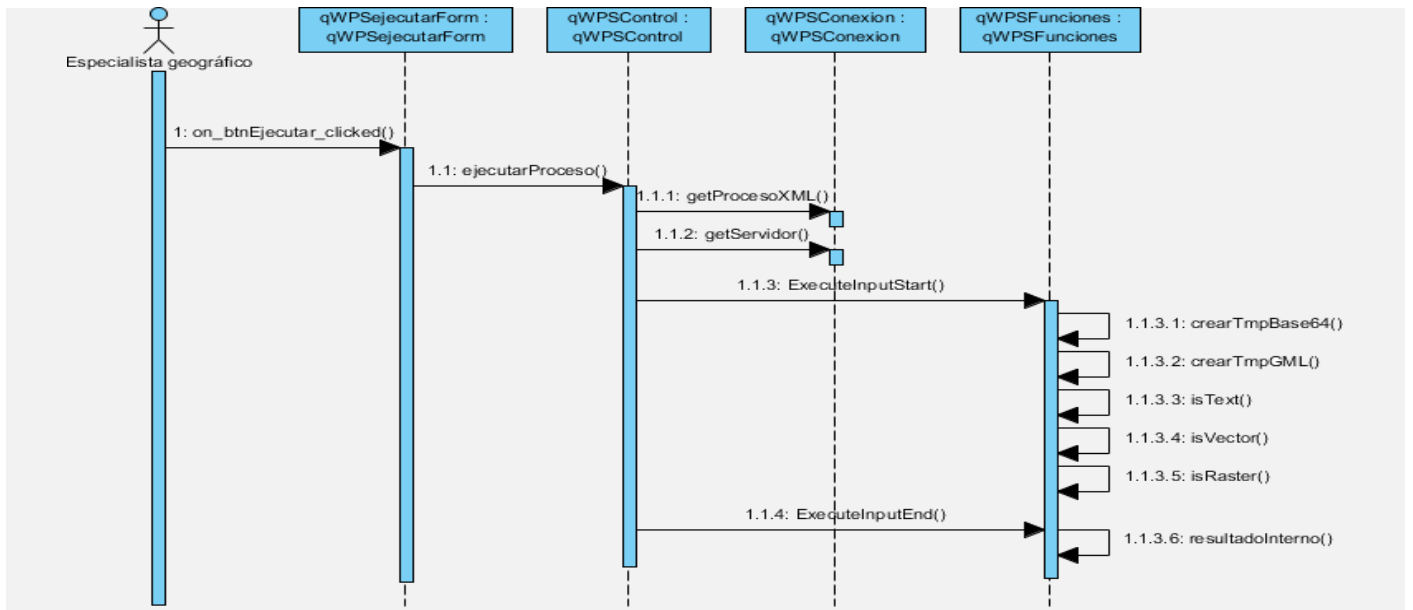 qWPSejecutarForm :
qWPSejecutarForm
qWPSControl :
qWPSControl
qWPSConexion :
qWPSConexion
qWPSFunciones :
qWPSFunciones
Especialista geográfico
1: on_btnEjecutar_clicked()
1.1: ejecutarProceso()
1.1.1: getProcesoXML()
1.1.2: getServidor()
1.1.3: ExecuteInputStart()
1.1.3.1: crearTmpBase64()
1.1.3.2: crearTmpGML()
1.1.3.3: isText()
1.1.3.4: isVector()
1.1.3.5: isRaster()
1.1.4: ExecuteInputEnd()
1.1.3.6: resultadoInterno()